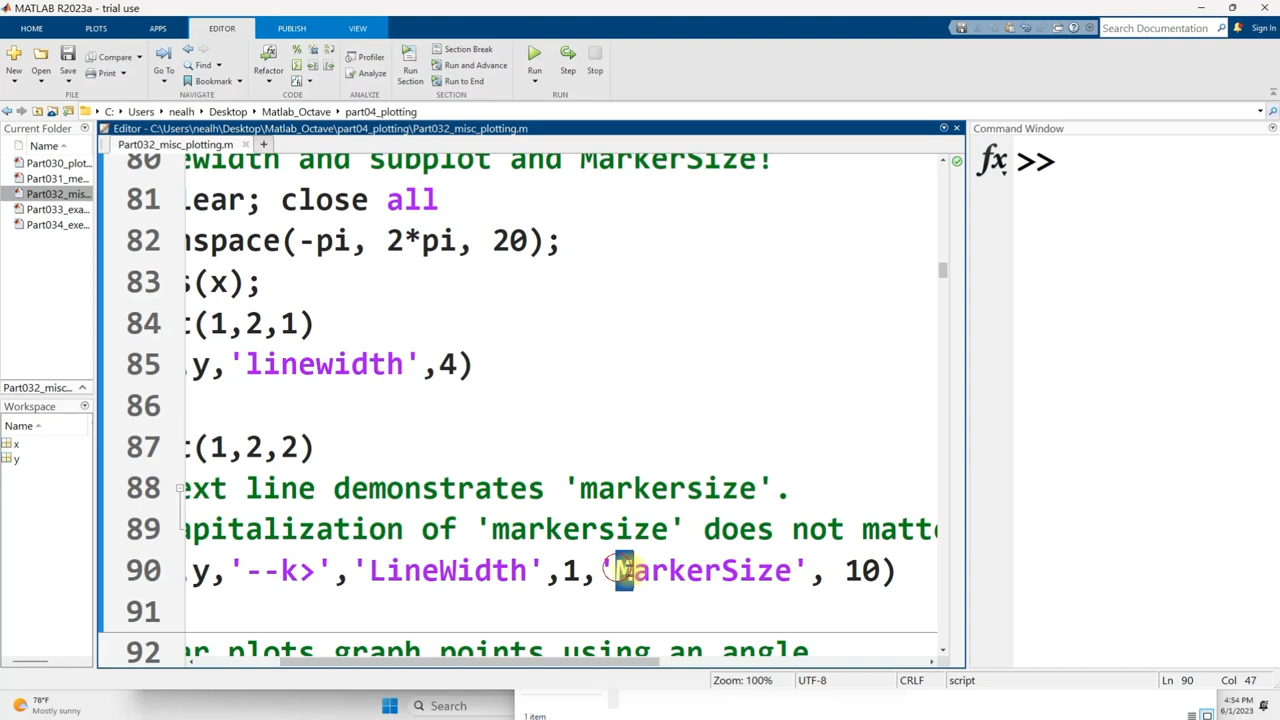 MATLAB R2023a - trial use
HOME PLOTS APPS EDITOR PUBLISH VIEW Search Documentation Sign In
New Open Save Compare Print Go To Find Bookmark Refactor Profiler Analyze Run Section Section Break Run and Advance Run to End Run Step Stop
FILE NAVIGATE CODE ANALYZE SECTION RUN
C: Users nealh Desktop Matlab_Octave part04_plotting
Current Folder
Name
Part030_plot...
Part031_me...
Part032_mis...
Part033_exa...
Part034_exe...
Part032_misc...
Workspace
Name
x
y
Editor - C:\Users\nealh\Desktop\Matlab_Octave\part04_plotting\Part032_misc_plotting.m
Part032_misc_plotting.m
80 ewidth and subplot and MarkerSize!
81 lear; close all
82 nspace(-pi, 2*pi, 20);
83 s(x);
84 t(1,2,1)
85 ,y,'linewidth',4)
86
87 t(1,2,2)
88 ext line demonstrates 'markersize'.
89 apitalization of 'markersize' does not matte
90 ,y,'--k>','LineWidth',1,'MarkerSize', 10)
91
92 ar plots graph points using an angle
Command Window
fx >>
Zoom: 100% UTF-8 CRLF script Ln 90 Col 47
78°F
Mostly sunny
Search
1 item
4:54 PM
6/1/2023